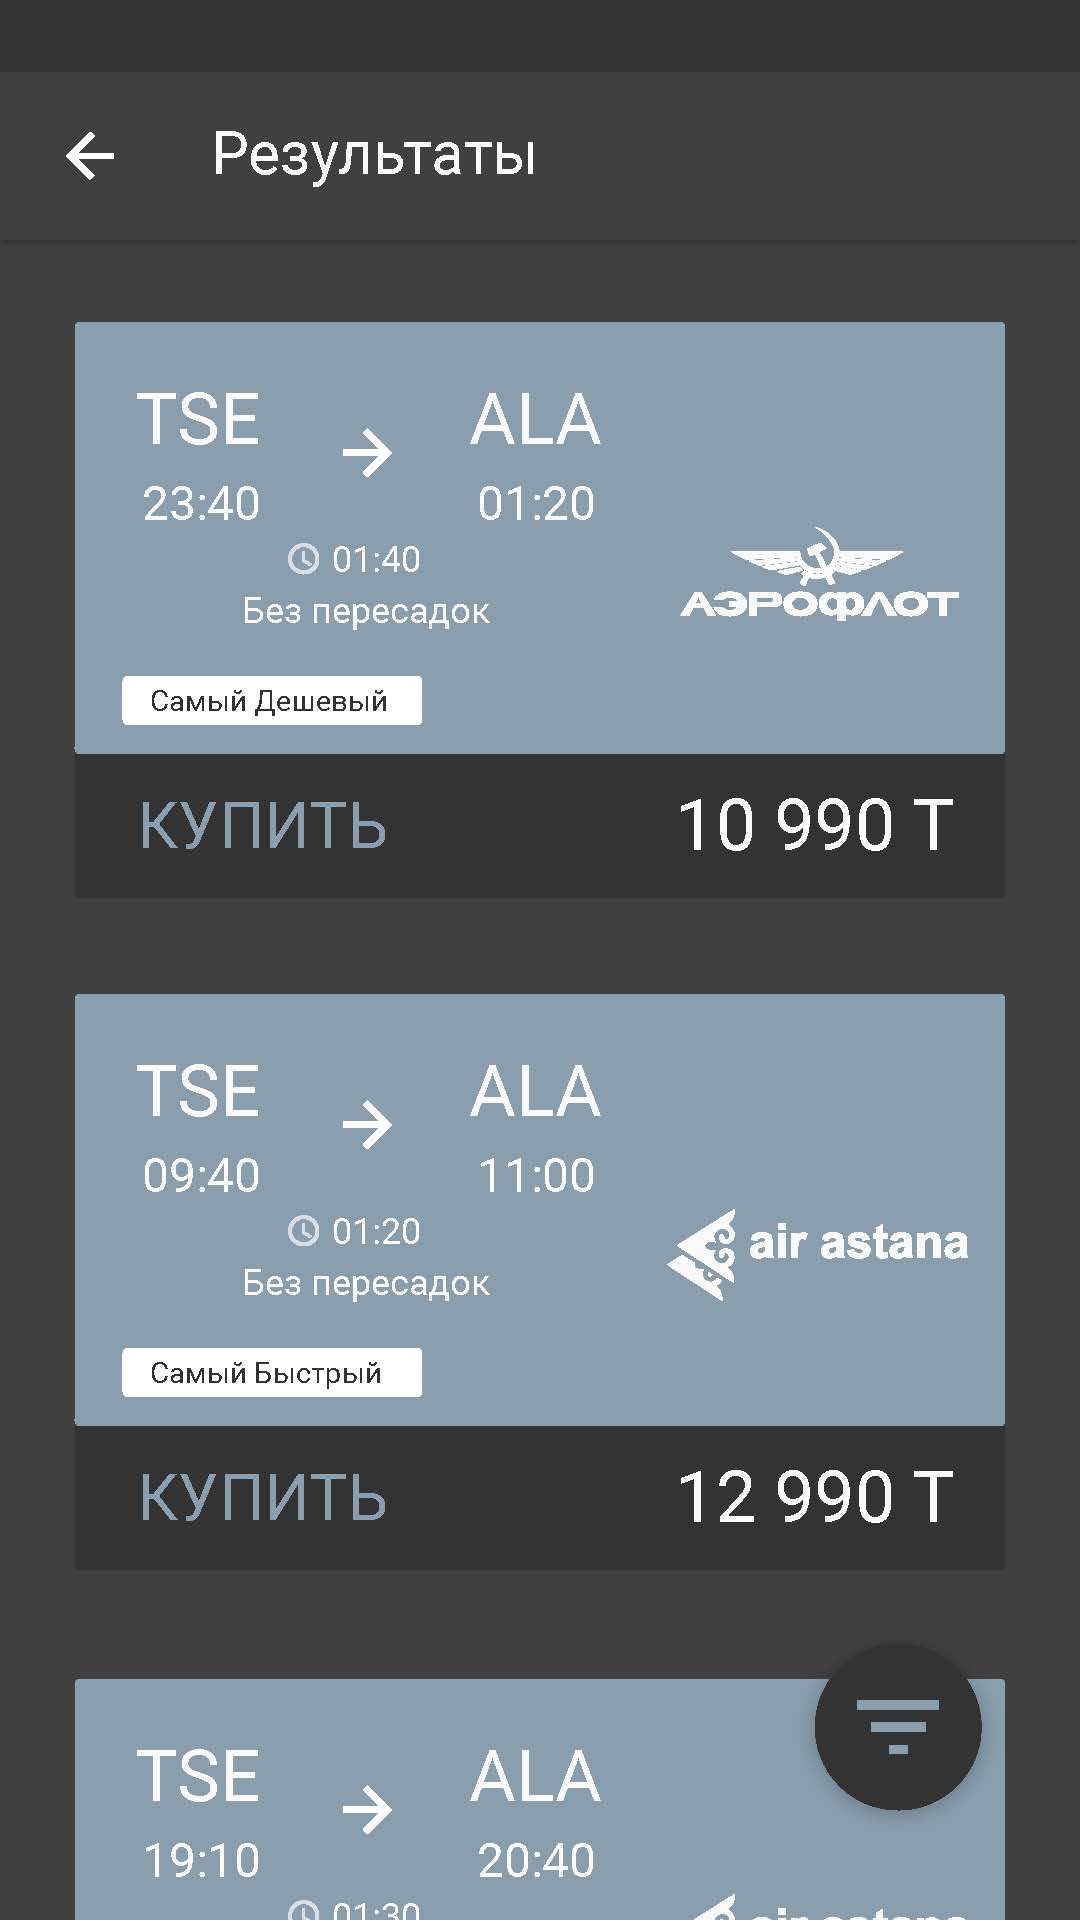 Результаты
TSE ALA
23:40 01:20
01:40
Без пересадок
АЭРОФЛОТ
Самый Дешевый
КУПИТЬ 10 990 Т
TSE ALA
09:40 11:00
01:20
Без пересадок
air astana
Самый Быстрый
КУПИТЬ 12 990 Т
TSE ALA
19:10 20:40
01:30
air astana